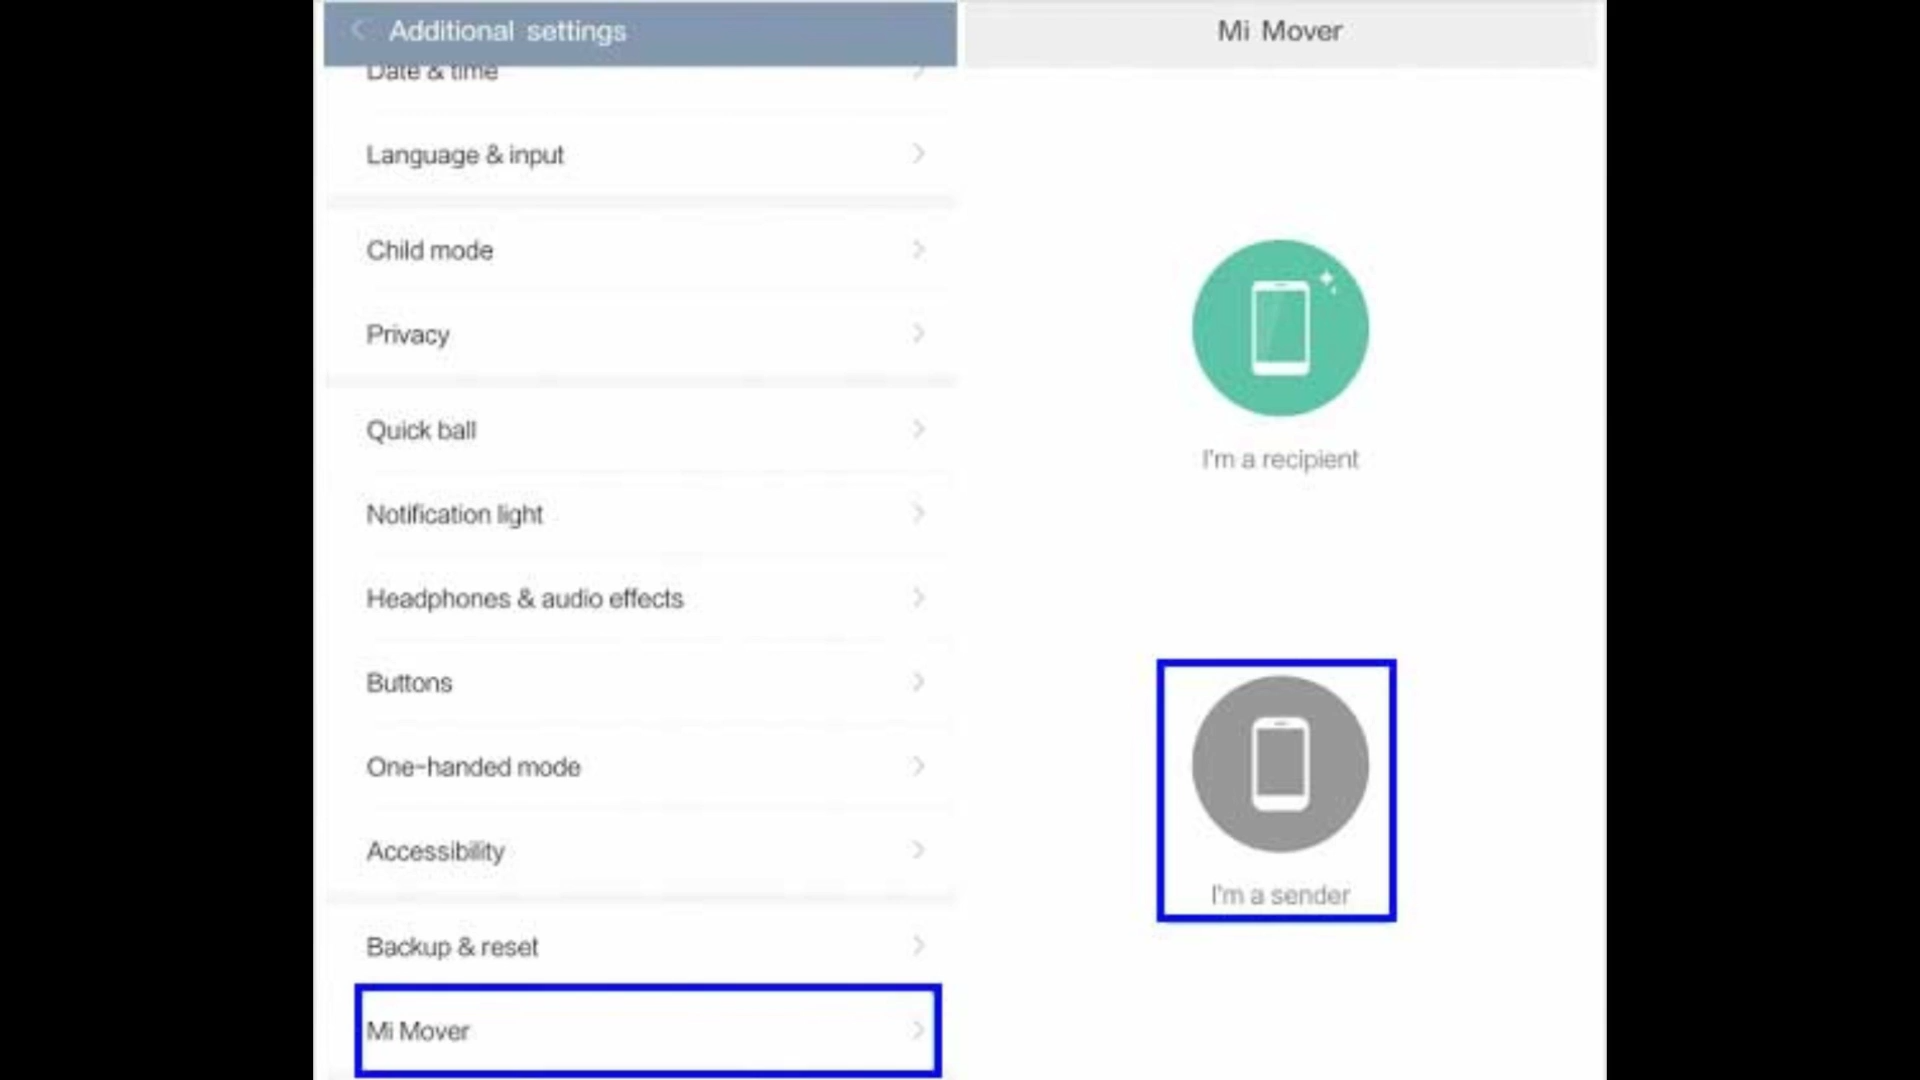 Additional settings
Date & time
Language & input
Child mode
Privacy
Quick ball
Notification light
Headphones & audio effects
Buttons
One-handed mode
Accessibility
Backup & reset
Mi Mover
Mi Mover
I'm a recipient
I'm a sender